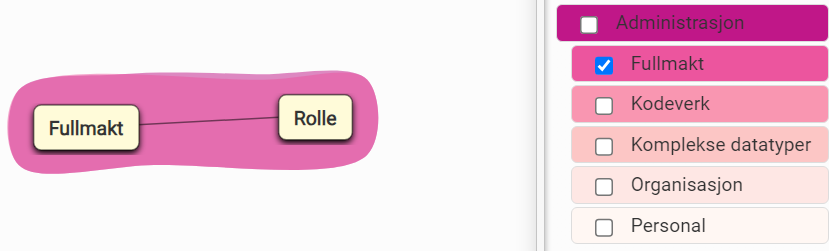 Fullmakt
Rolle
Administrasjon
Fullmakt
Kodeverk
Komplekse datatyper
Organisasjon
Personal